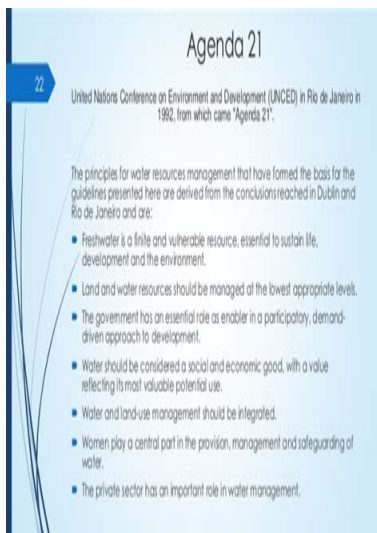 Agenda 21
22
United Nations Conference on Environment and Development (UNCED) in Rio de Janeiro in
1992, from which came "Agenda 21".
The principles for water resources management that have formed the basis for the
guidelines presented here are derived from the conclusions reached in Dublin and
Rio de Janeiro and are:
Freshwater is a finite and vulnerable resource, essential to sustain life,
development and the environment.
Land and water resources should be managed at the lowest appropriate levels.
The government has an essential role as enabler in a participatory, demand-
driven approach to development.
Water should be considered a social and economic good, with a value
reflecting its most valuable potential use.
Water and land-use management should be integrated.
Women play a central part in the provision, management and safeguarding of
water.
The private sector has an important role in water management.